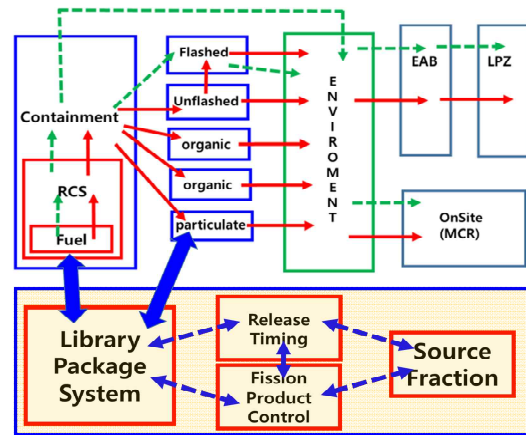 Flashed
EAB
LPZ
Unflashed
Containment
organic
organic
particulate
ENVIROMENT
RCS
Fuel
OnSite
(MCR)
Library
Package
System
Release
Timing
Fission
Product
Control
Source
Fraction